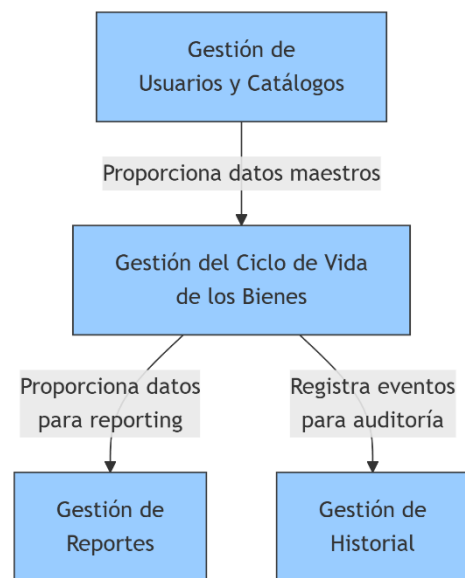 Gestión de
Usuarios y Catálogos
Proporciona datos maestros
Gestión del Ciclo de Vida
de los Bienes
Proporciona datos
para reporting
Registra eventos
para auditoría
Gestión de
Reportes
Gestión de
Historial